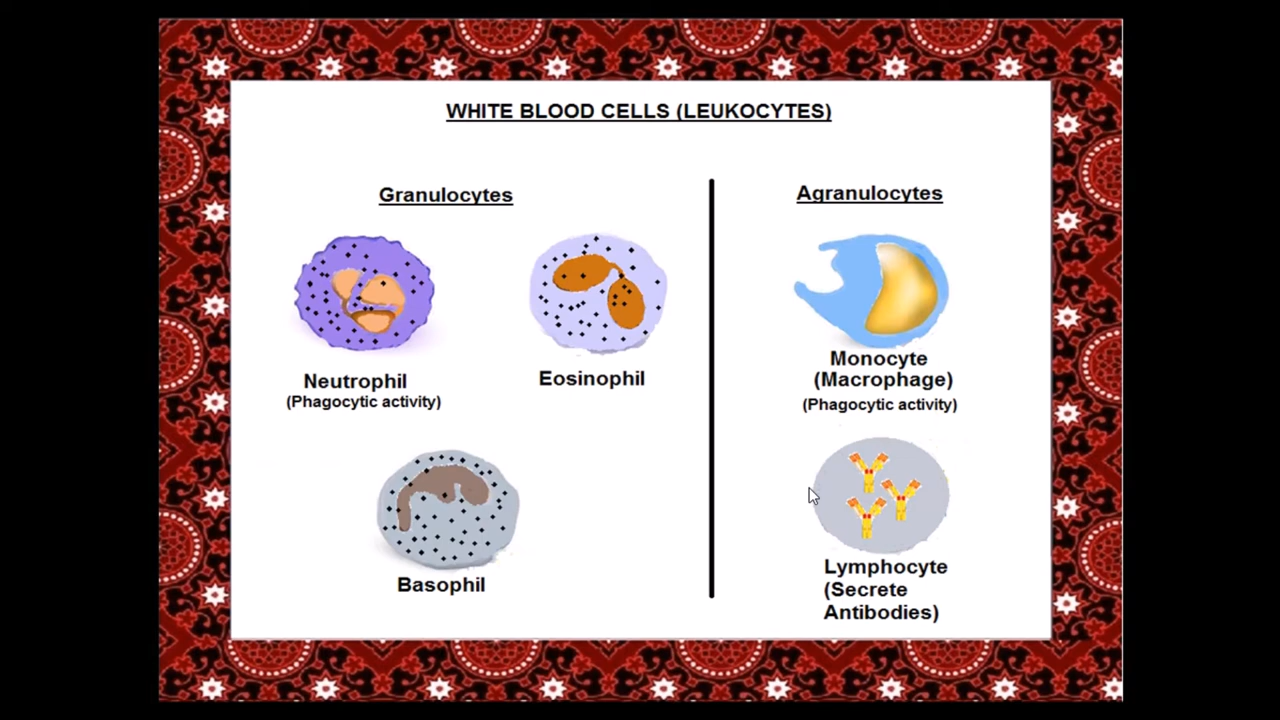 WHITE BLOOD CELLS (LEUKOCYTES)
Granulocytes
Neutrophil
(Phagocytic activity)
Eosinophil
Basophil
Agranulocytes
Monocyte
(Macrophage)
(Phagocytic activity)
Lymphocyte
(Secrete
Antibodies)